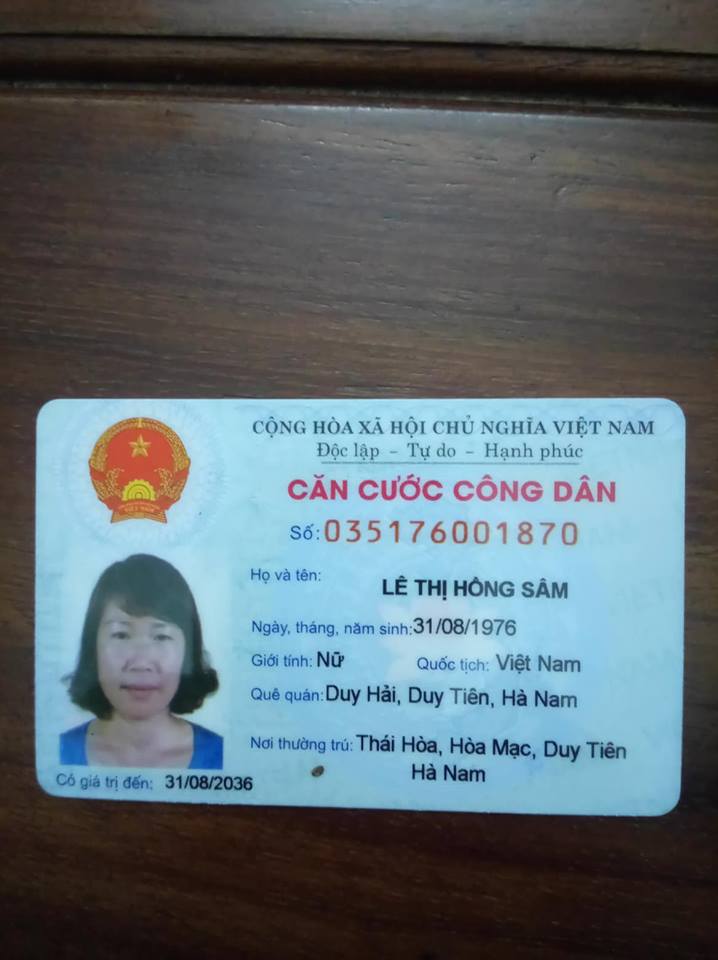 CỘNG HÒA XÃ HỘI CHỦ NGHĨA VIỆT NAM
Độc lập - Tự do - Hạnh phúc
CĂN CƯỚC CÔNG DÂN
Số: 035176001870
Họ và tên:
LÊ THỊ HỒNG SÂM
Ngày, tháng, năm sinh: 31/08/1976
Giới tính: Nữ Quốc tịch: Việt Nam
Quê quán: Duy Hải, Duy Tiên, Hà Nam
Nơi thường trú: Thái Hòa, Hòa Mạc, Duy Tiên
Hà Nam
Có giá trị đến: 31/08/2036
VIỆT NAM